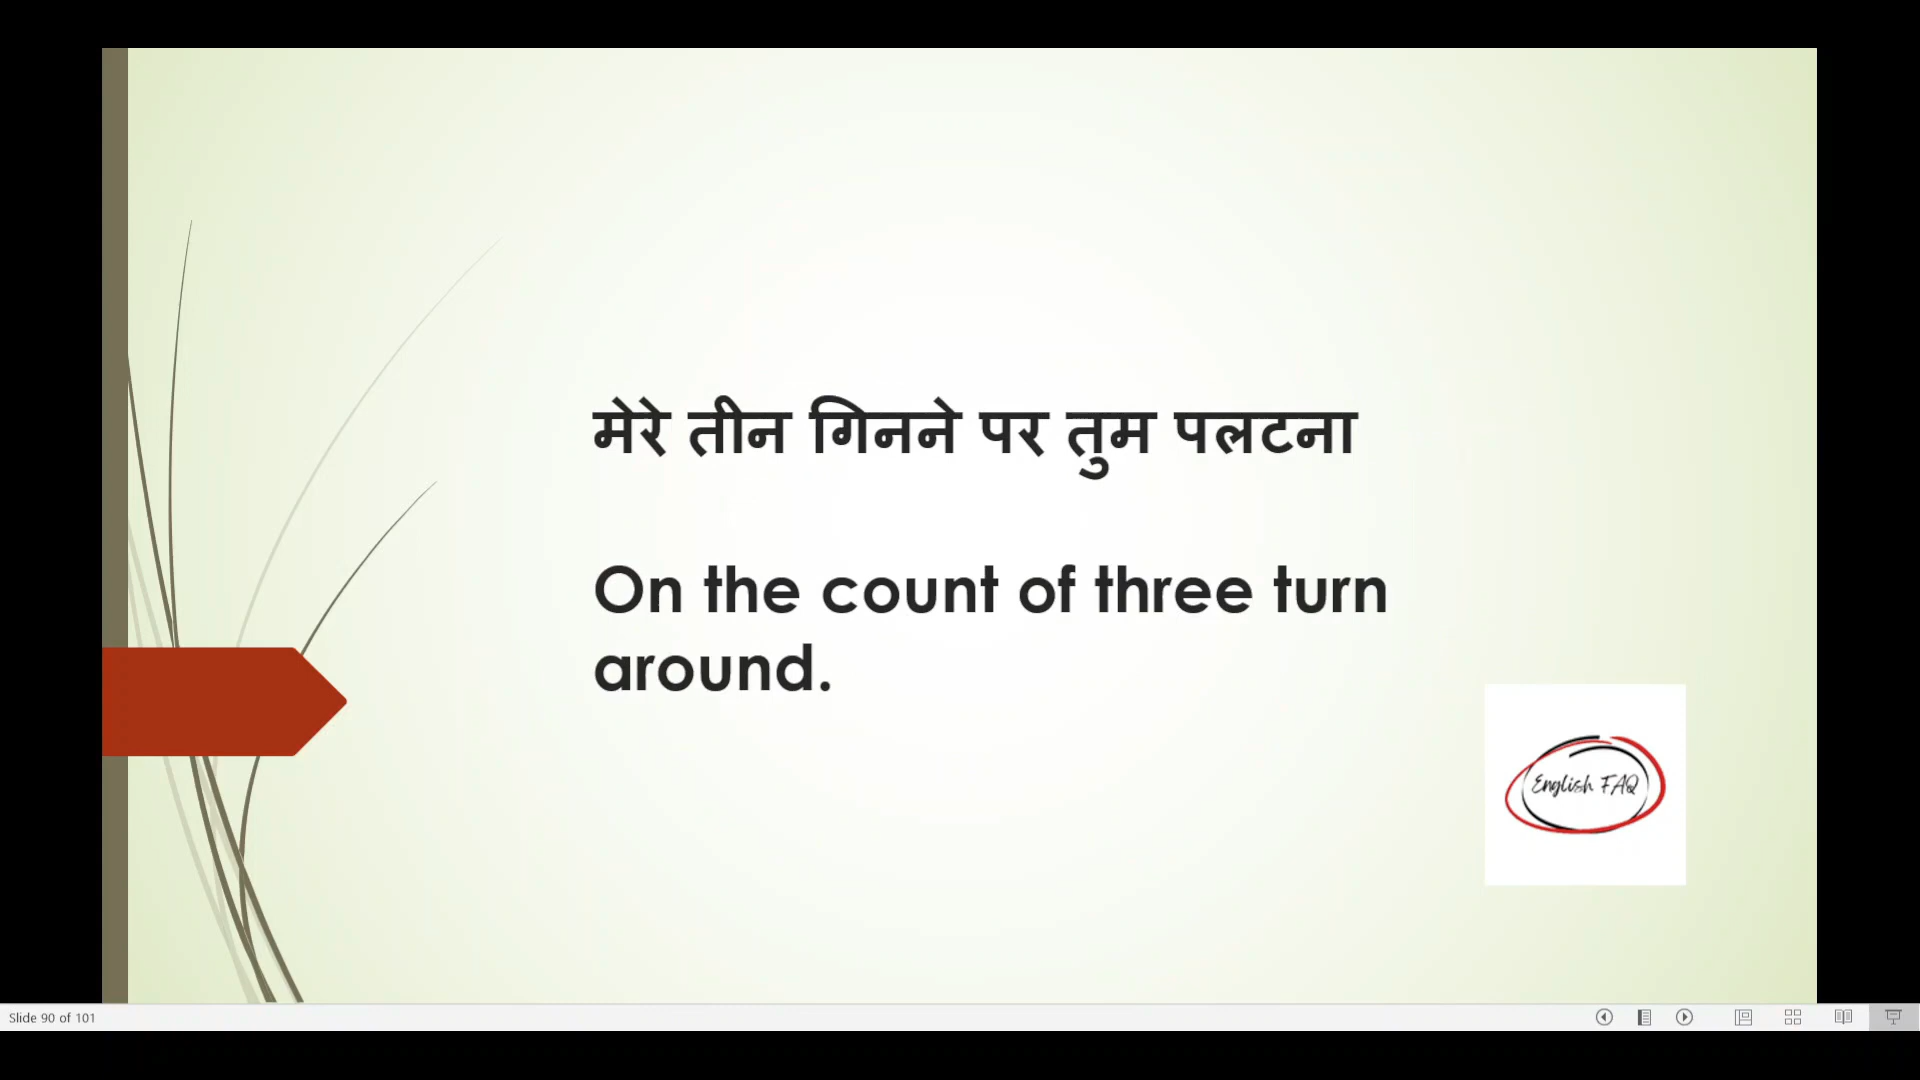 मेरे तीन गिनने पर तुम पलटना
On the count of three turn
around.
English FAQ
Slide 90 of 101